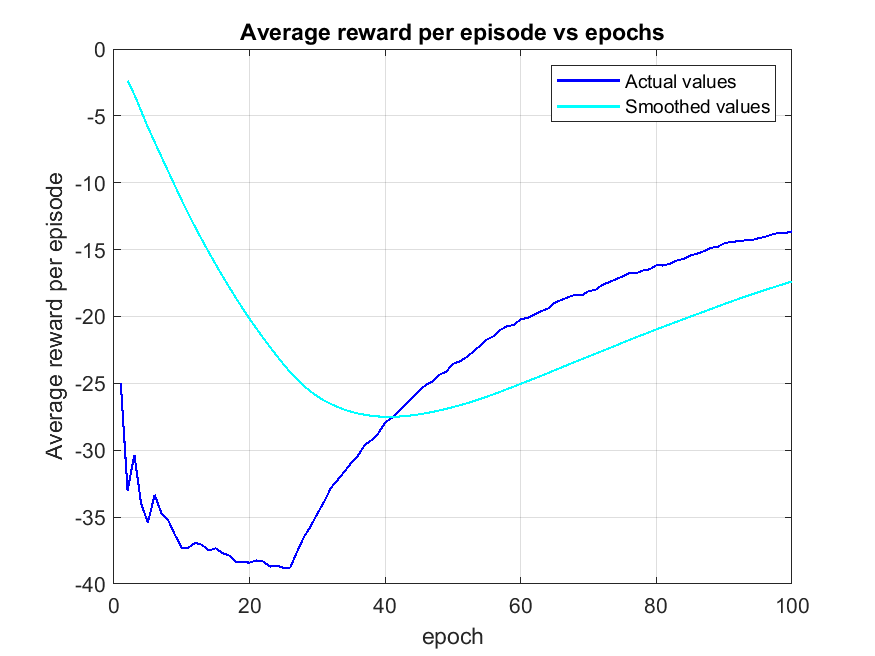 Average reward per episode vs epochs
Actual values
Smoothed values
Average reward per episode
0
-5
-10
-15
-20
-25
-30
-35
-40
0 20 40 60 80 100
epoch